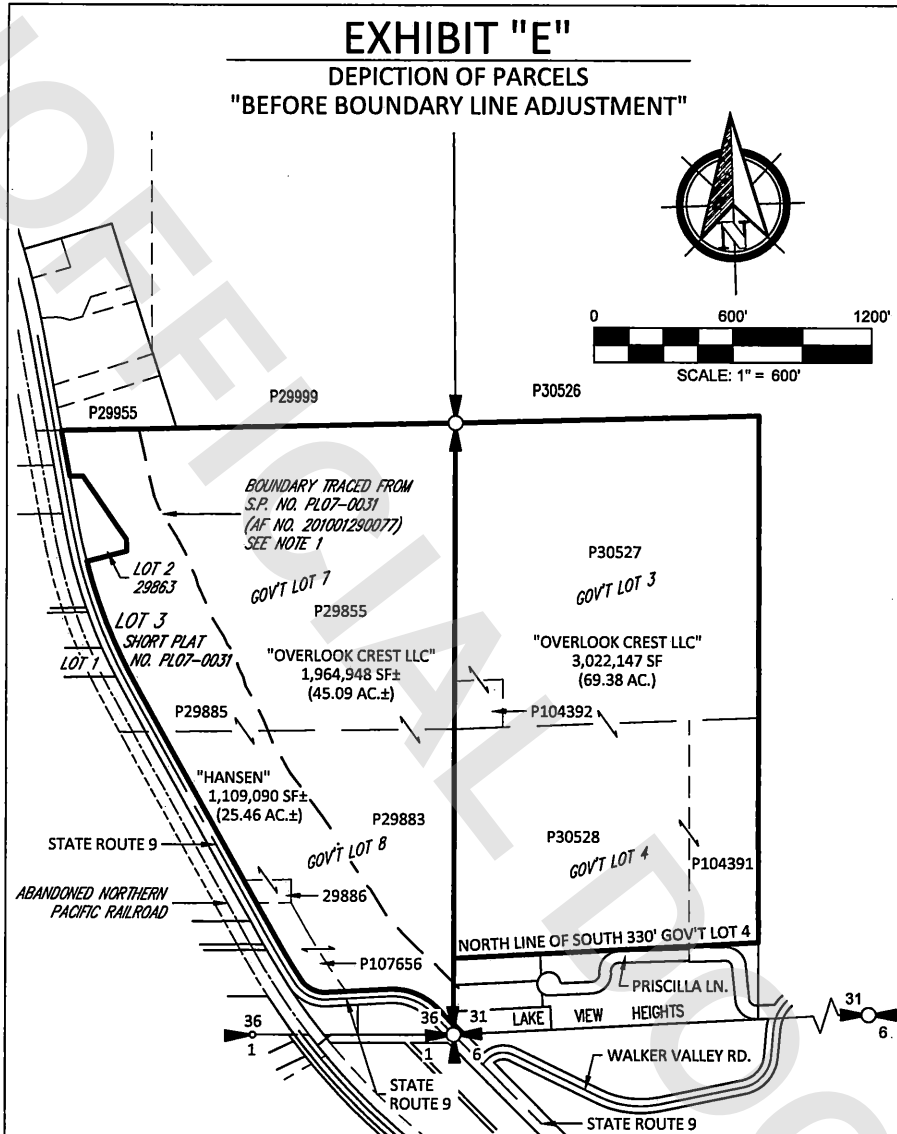 EXHIBIT "E"
DEPICTION OF PARCELS
"BEFORE BOUNDARY LINE ADJUSTMENT"
N
0 600' 1200'
SCALE: 1" = 600'
P29955
P29999
P30526
BOUNDARY TRACED FROM
S.P. NO. PL07-0031
(AF NO. 201001290077)
SEE NOTE 1
LOT 2
29863
GOV'T LOT 7
P29855
P30527
GOV'T LOT 3
LOT 3
SHORT PLAT
NO. PL07-0031
LOT 1
"OVERLOOK CREST LLC"
1,964,948 SF±
(45.09 AC.±)
"OVERLOOK CREST LLC"
3,022,147 SF
(69.38 AC.)
P29885
P104392
"HANSEN"
1,109,090 SF±
(25.46 AC.±)
P29883
GOV'T LOT 8
P30528
GOV'T LOT 4
P104391
STATE ROUTE 9
ABANDONED NORTHERN
PACIFIC RAILROAD
29886
P107656
NORTH LINE OF SOUTH 330' GOV'T LOT 4
PRISCILLA LN.
LAKE VIEW HEIGHTS
36
1
36 31
1 6
31
6
WALKER VALLEY RD.
STATE
ROUTE 9
STATE ROUTE 9
OFFICIAL DOC